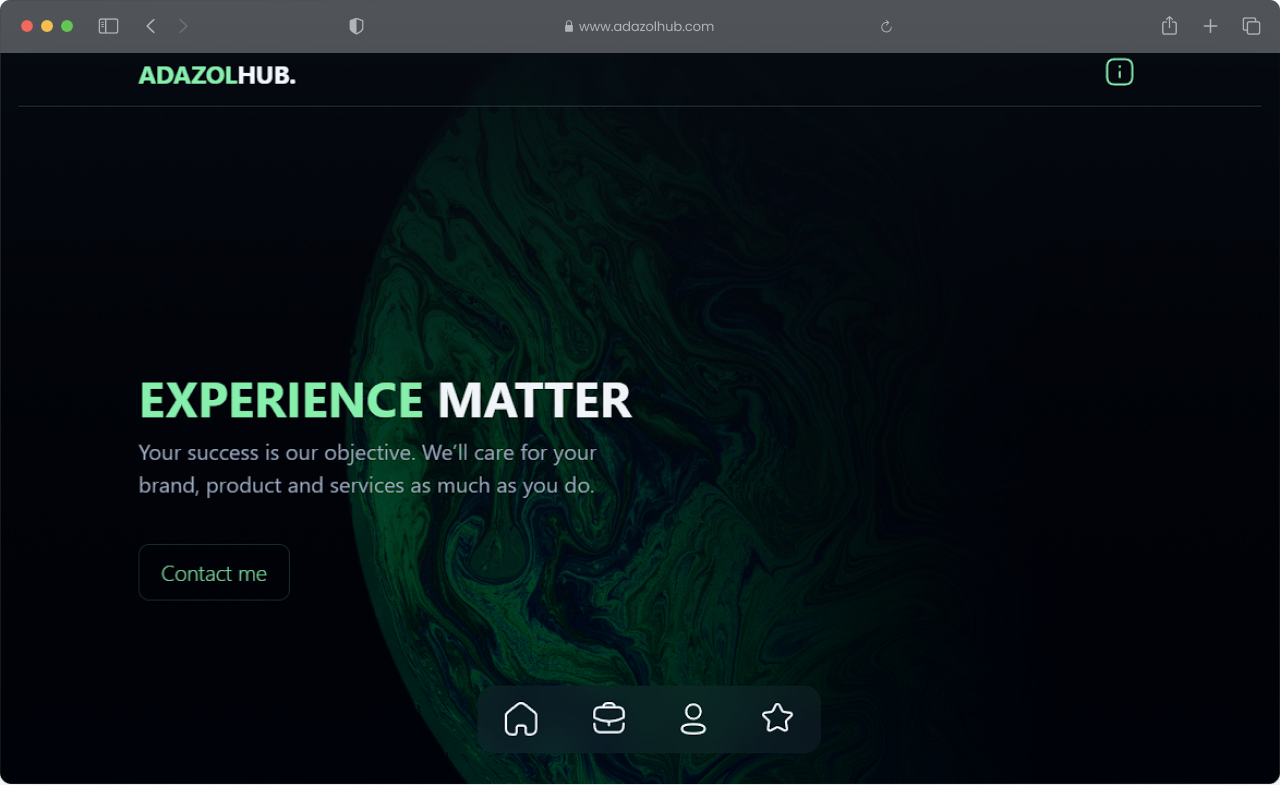 www.adazolhub.com
ADAZOLHUB.
EXPERIENCE MATTER
Your success is our objective. We’ll care for your
brand, product and services as much as you do.
Contact me